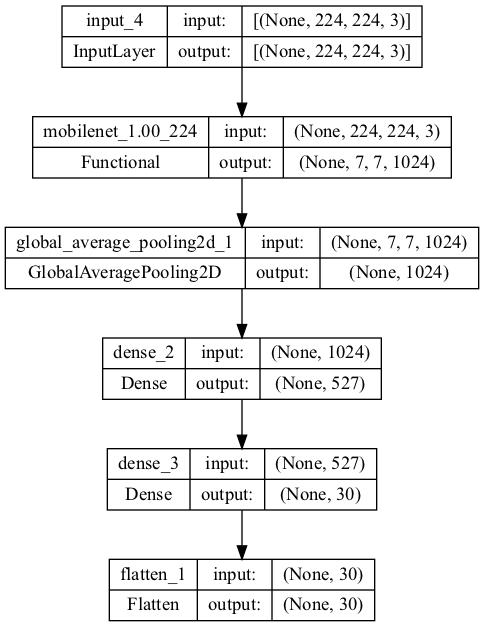 input_4 input: [(None, 224, 224, 3)]
InputLayer output: [(None, 224, 224, 3)]
mobilenet_1.00_224 input: (None, 224, 224, 3)
Functional output: (None, 7, 7, 1024)
global_average_pooling2d_1 input: (None, 7, 7, 1024)
GlobalAveragePooling2D output: (None, 1024)
dense_2 input: (None, 1024)
Dense output: (None, 527)
dense_3 input: (None, 527)
Dense output: (None, 30)
flatten_1 input: (None, 30)
Flatten output: (None, 30)